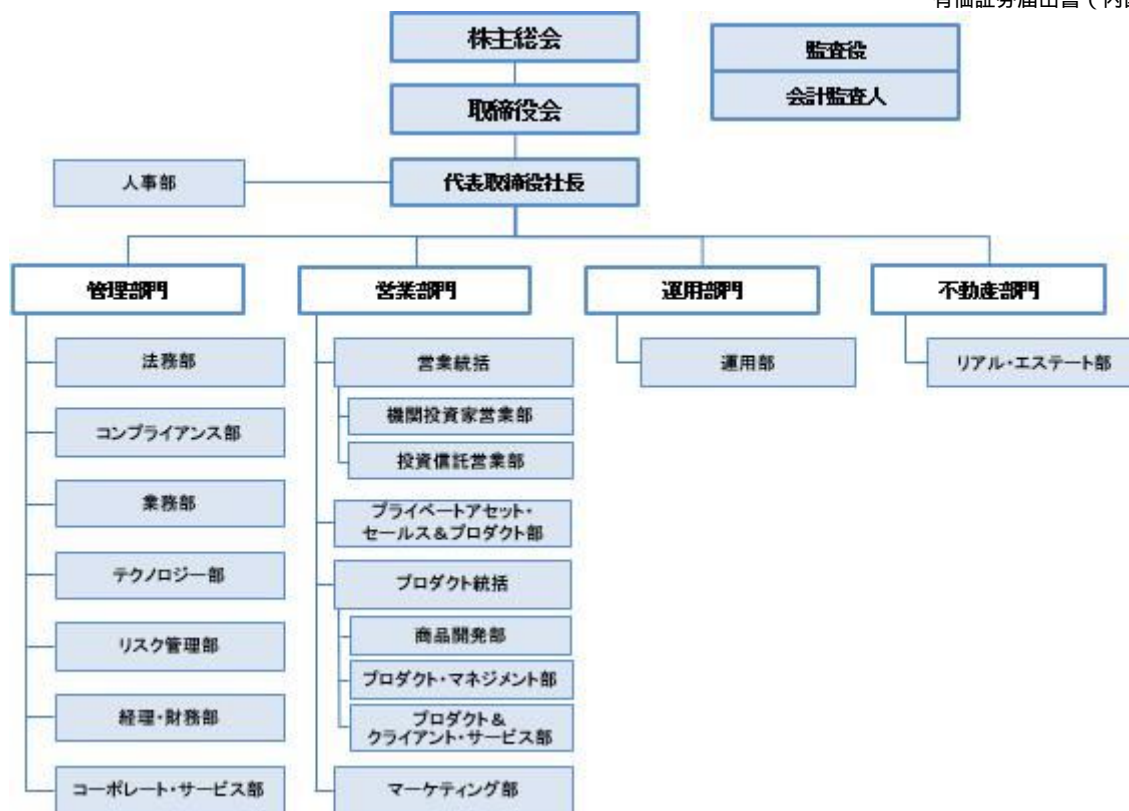 有価証券届出書(内国
株主総会
監査役
取締役会
会計監査人
人事部
代表取締役社長
管理部門
営業部門
運用部門
不動産部門
法務部
コンプライアンス部
業務部
テクノロジー部
リスク管理部
経理・財務部
コーポレート・サービス部
営業統括
機関投資家営業部
投資信託営業部
プライベートアセット・
セールス&プロダクト部
プロダクト統括
商品開発部
プロダクト・マネジメント部
プロダクト&
クライアント・サービス部
マーケティング部
運用部
リアル・エステート部